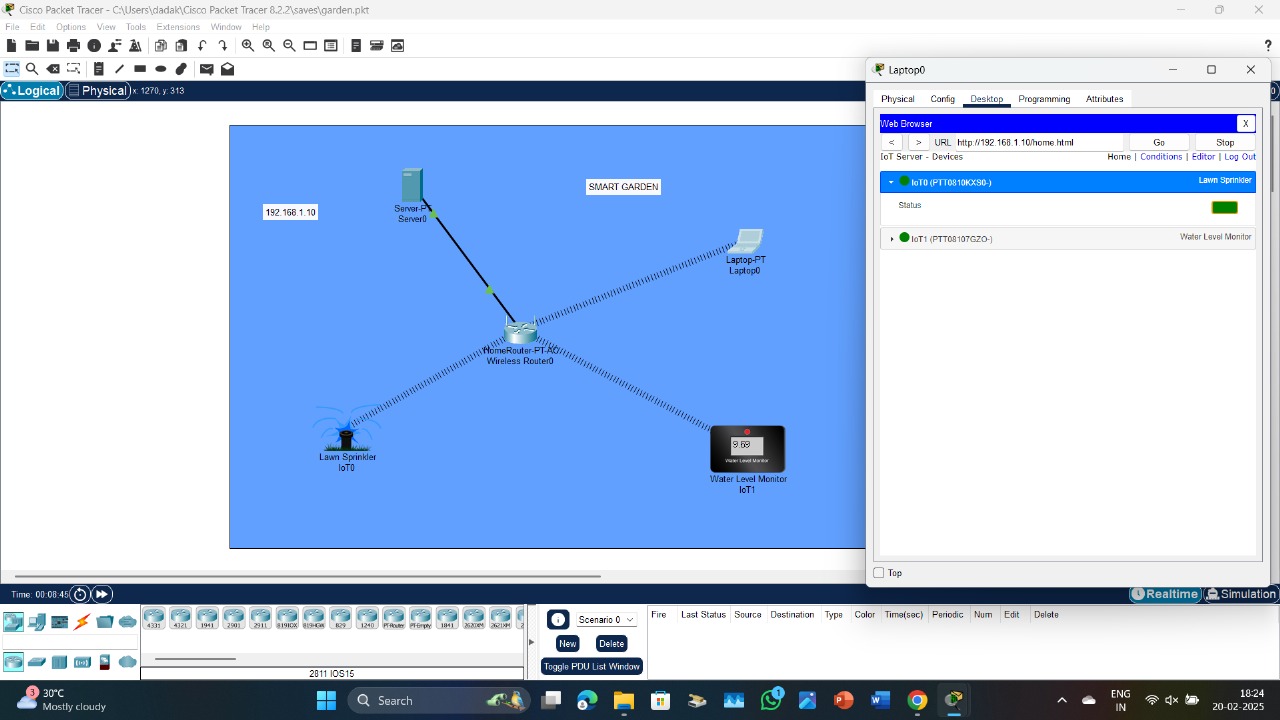 Cisco Packet Tracer - C:\Users\dadak\Cisco Packet Tracer 8.2.2\saves\garden.pkt
File Edit Options View Tools Extensions Window Help
?
Logical Physical x: 1270, y: 313
SMART GARDEN
192.168.1.10
Server-PT
Server0
Laptop-PT
Laptop0
HomeRouter-PT-AC
Wireless Router0
Lawn Sprinkler
IoT0
9.69
Water Level Monitor
Water Level Monitor
IoT1
Laptop0
Physical Config Desktop Programming Attributes
Web Browser X
< > URL http://192.168.1.10/home.html Go Stop
IoT Server - Devices Home | Conditions | Editor | Log Out
IoT0 (PTT0810KXS0-) Lawn Sprinkler
Status
IoT1 (PTT08107GZO-) Water Level Monitor
Top
Time: 00:08:45 Realtime Simulation
4331 4321 1941 2901 2911 819IOX 819HGW 829 1240 PT-Router PT-Empty 1841 2620XM 2621XM
2811 IOS15
Scenario 0
New Delete
Toggle PDU List Window
Fire Last Status Source Destination Type Color Time(sec) Periodic Num Edit Delete
3 30°C
Mostly cloudy
Search
1
ENG
IN
18:24
20-02-2025